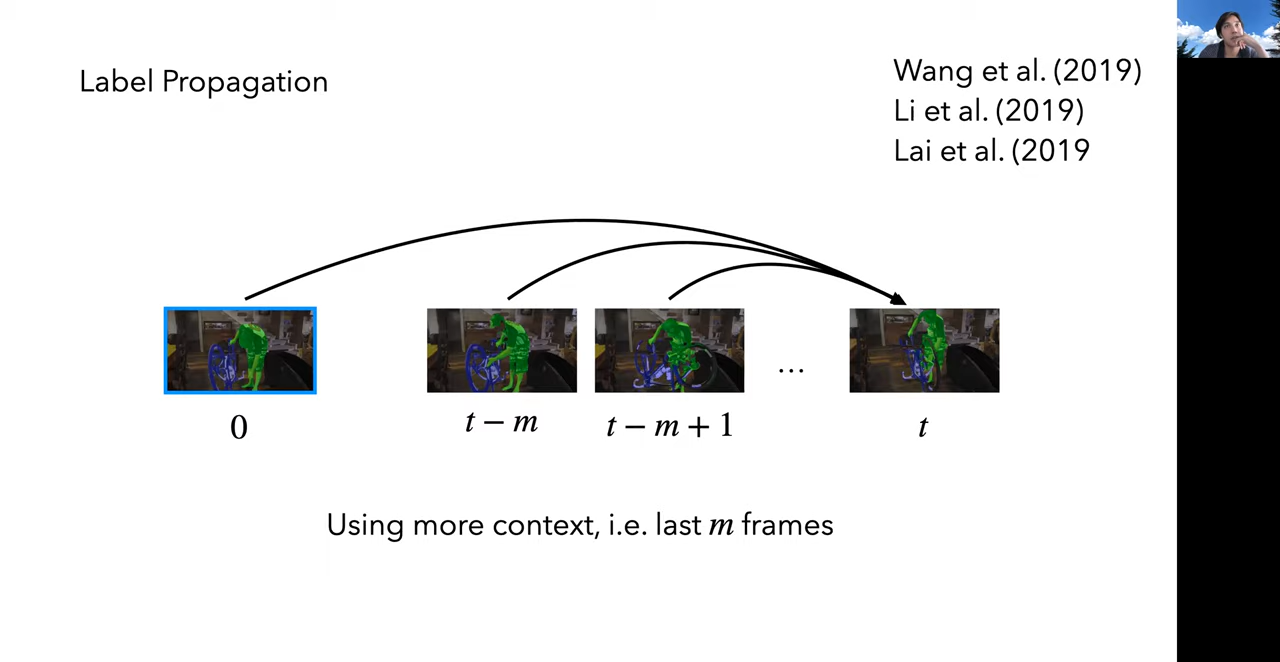 Label Propagation
Wang et al. (2019)
Li et al. (2019)
Lai et al. (2019
...
0
t − m
t − m + 1
t
Using more context, i.e. last m frames